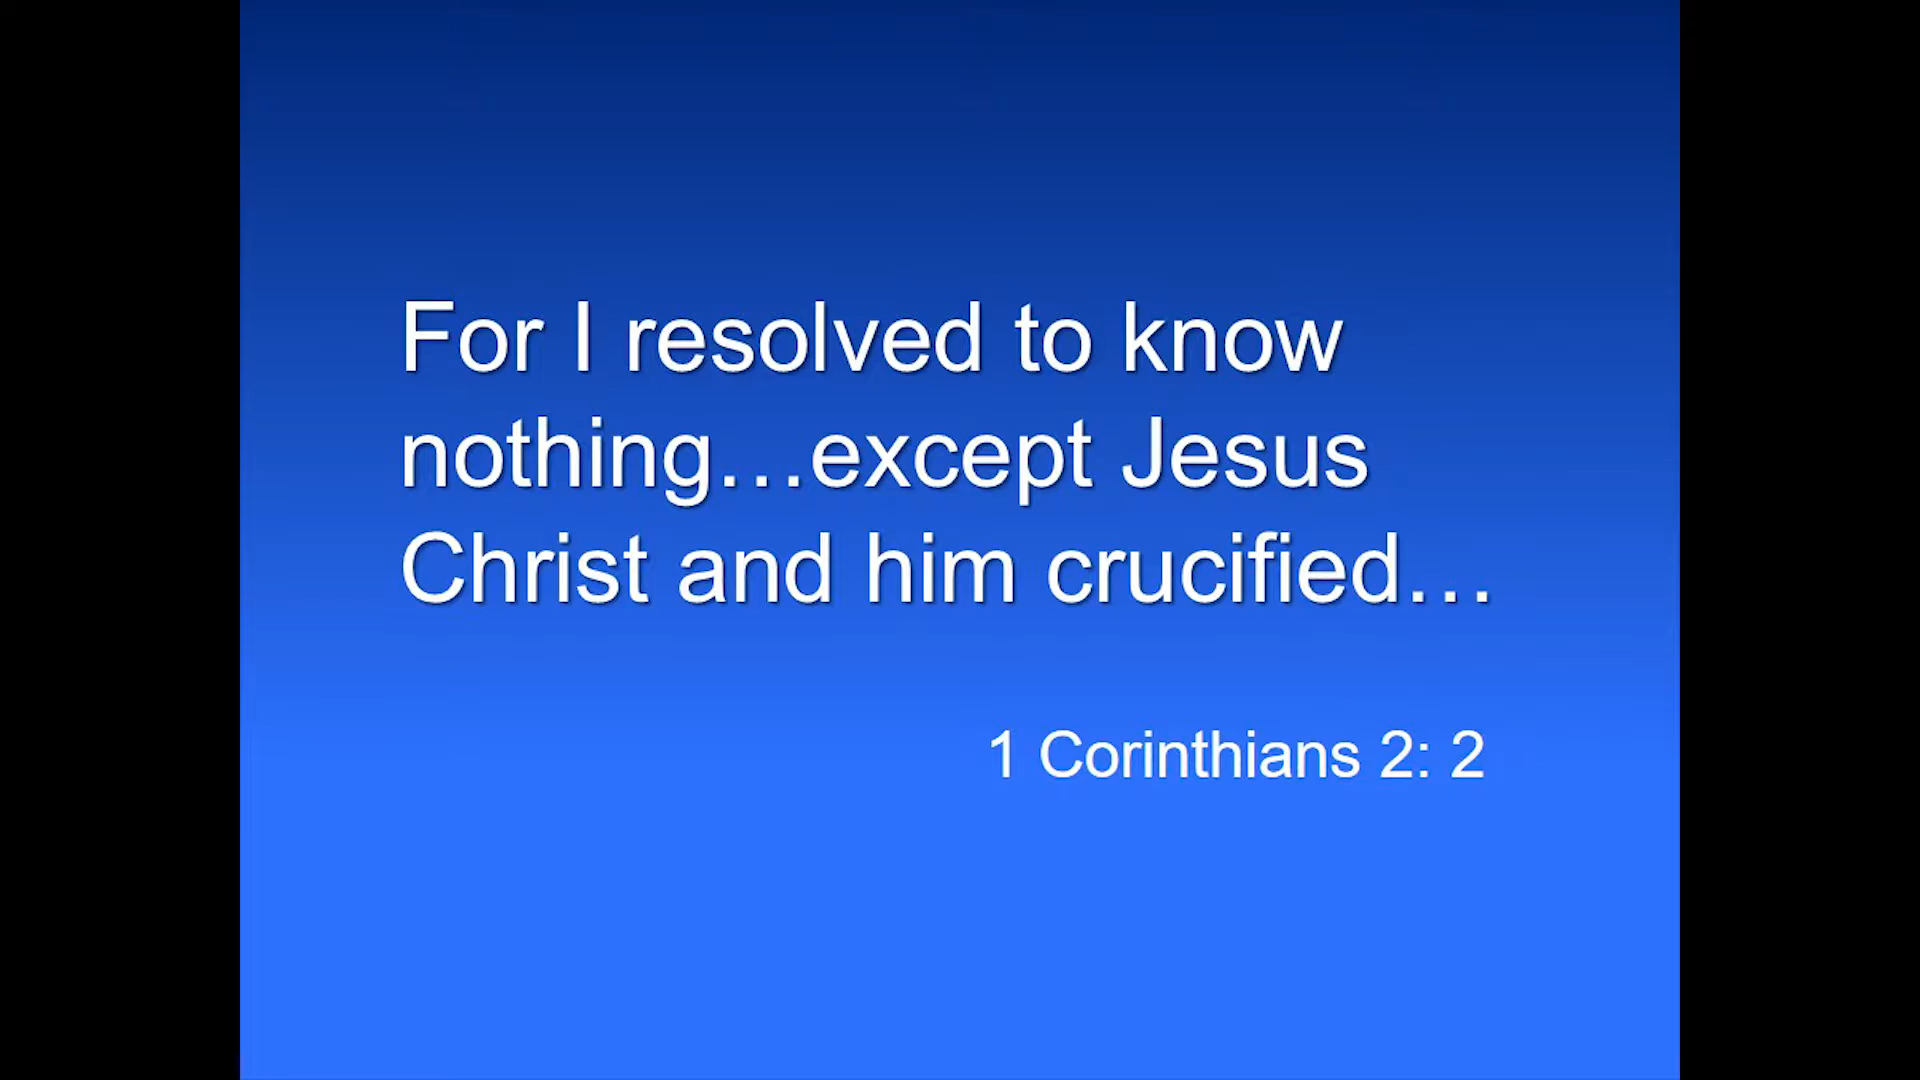 For I resolved to know
nothing…except Jesus
Christ and him crucified…
1 Corinthians 2: 2